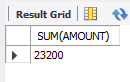 Result Grid
SUM(AMOUNT)
23200